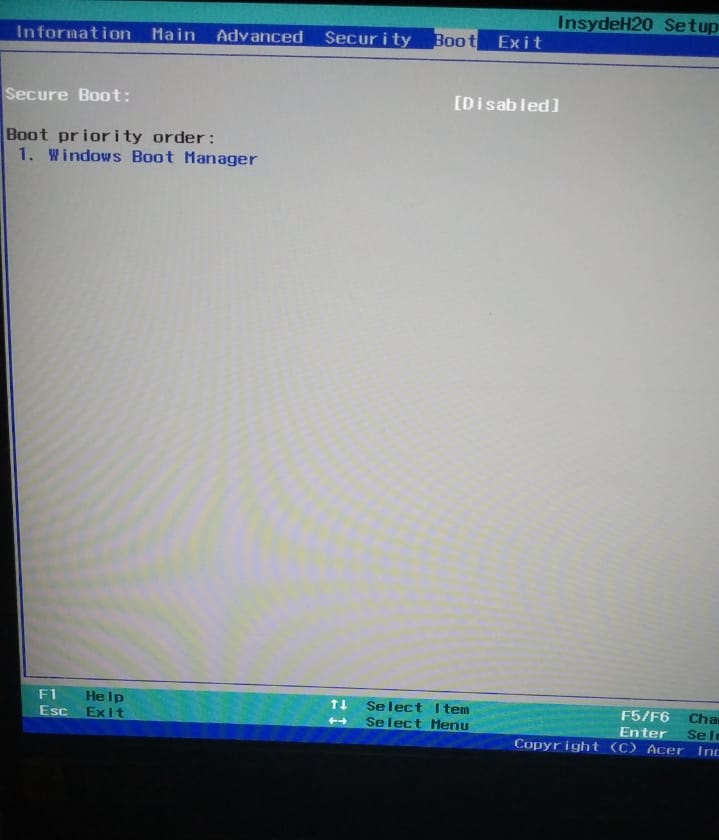 InsydeH20 Setup
Information Main Advanced Security Boot Exit
Secure Boot: [Disabled]
Boot priority order:
1. Windows Boot Manager
F1 Help ↑↓ Select Item F5/F6
Esc Exit ←→ Select Menu Enter
Copyright (C) Acer